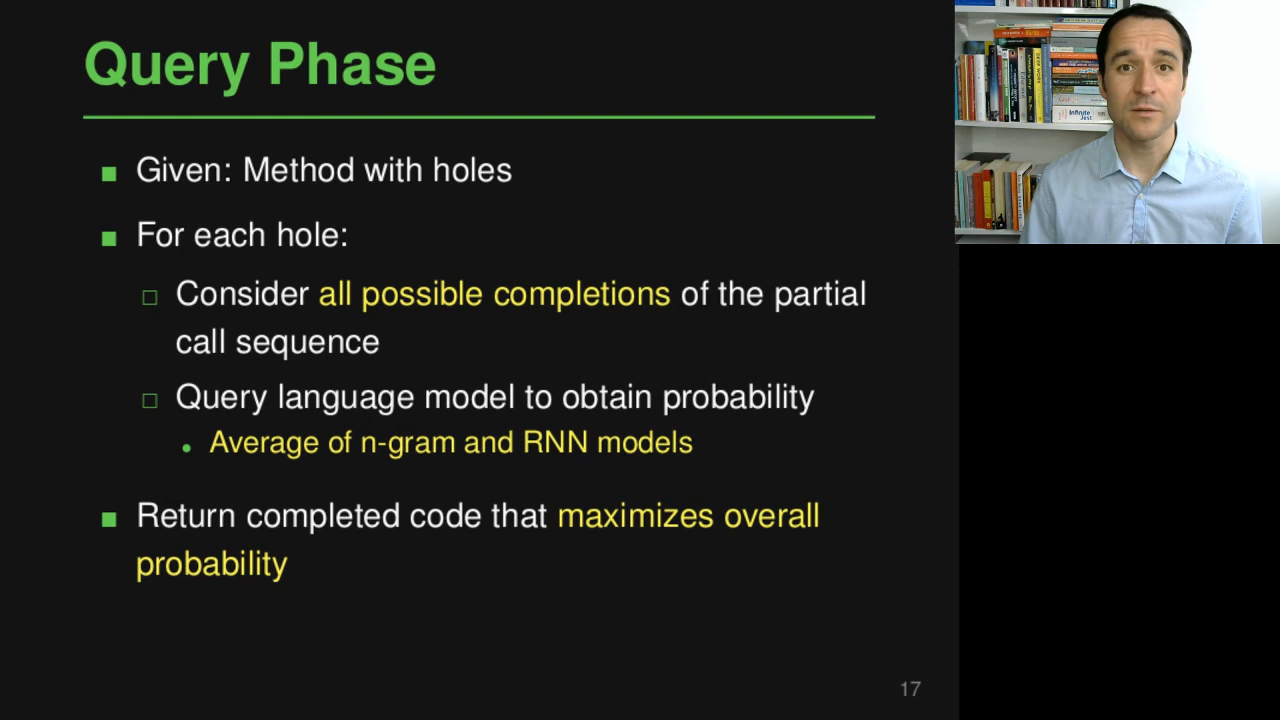 Query Phase
Given: Method with holes
For each hole:
Consider all possible completions of the partial
call sequence
Query language model to obtain probability
Average of n-gram and RNN models
Return completed code that maximizes overall
probability
17
Infinite
Jest